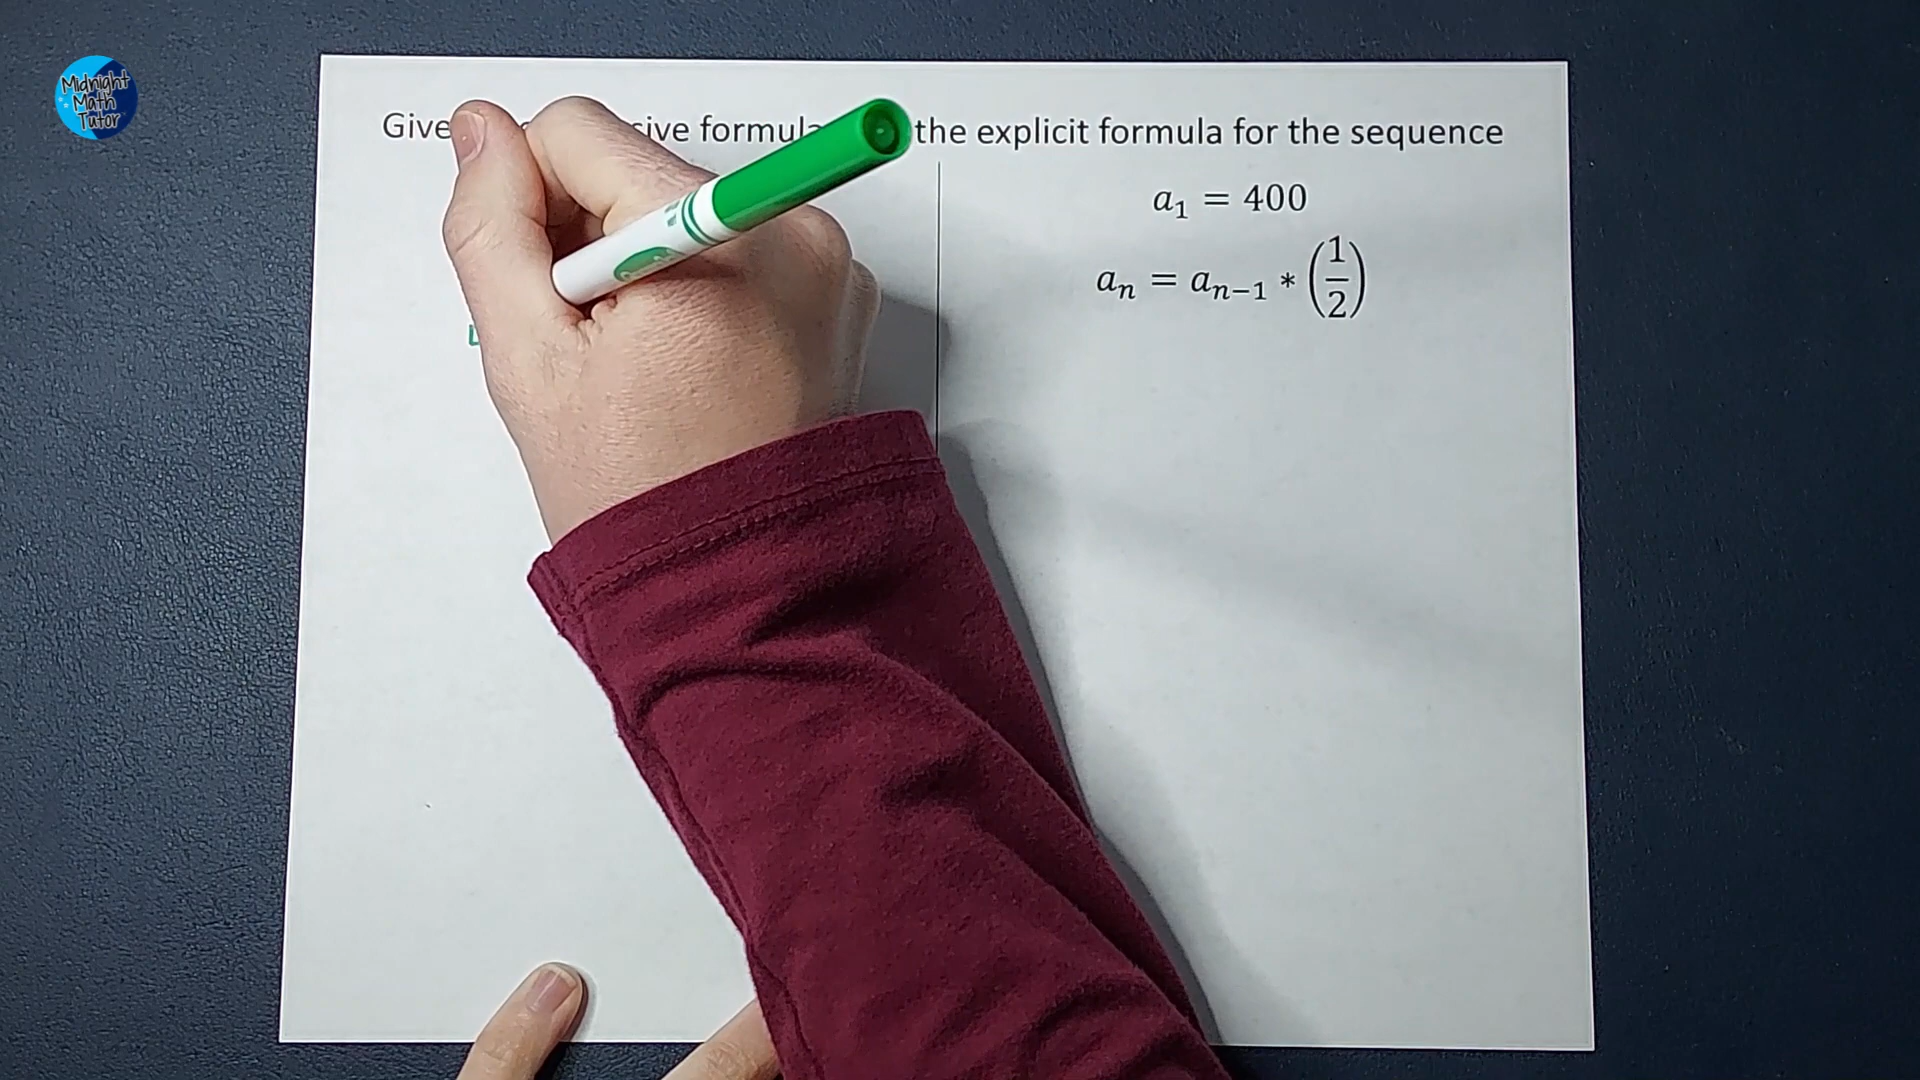 Midnight
Math
Tutor
Give sive formula the explicit formula for the sequence
a₁ = 400
aₙ = aₙ₋₁ * (1/2)